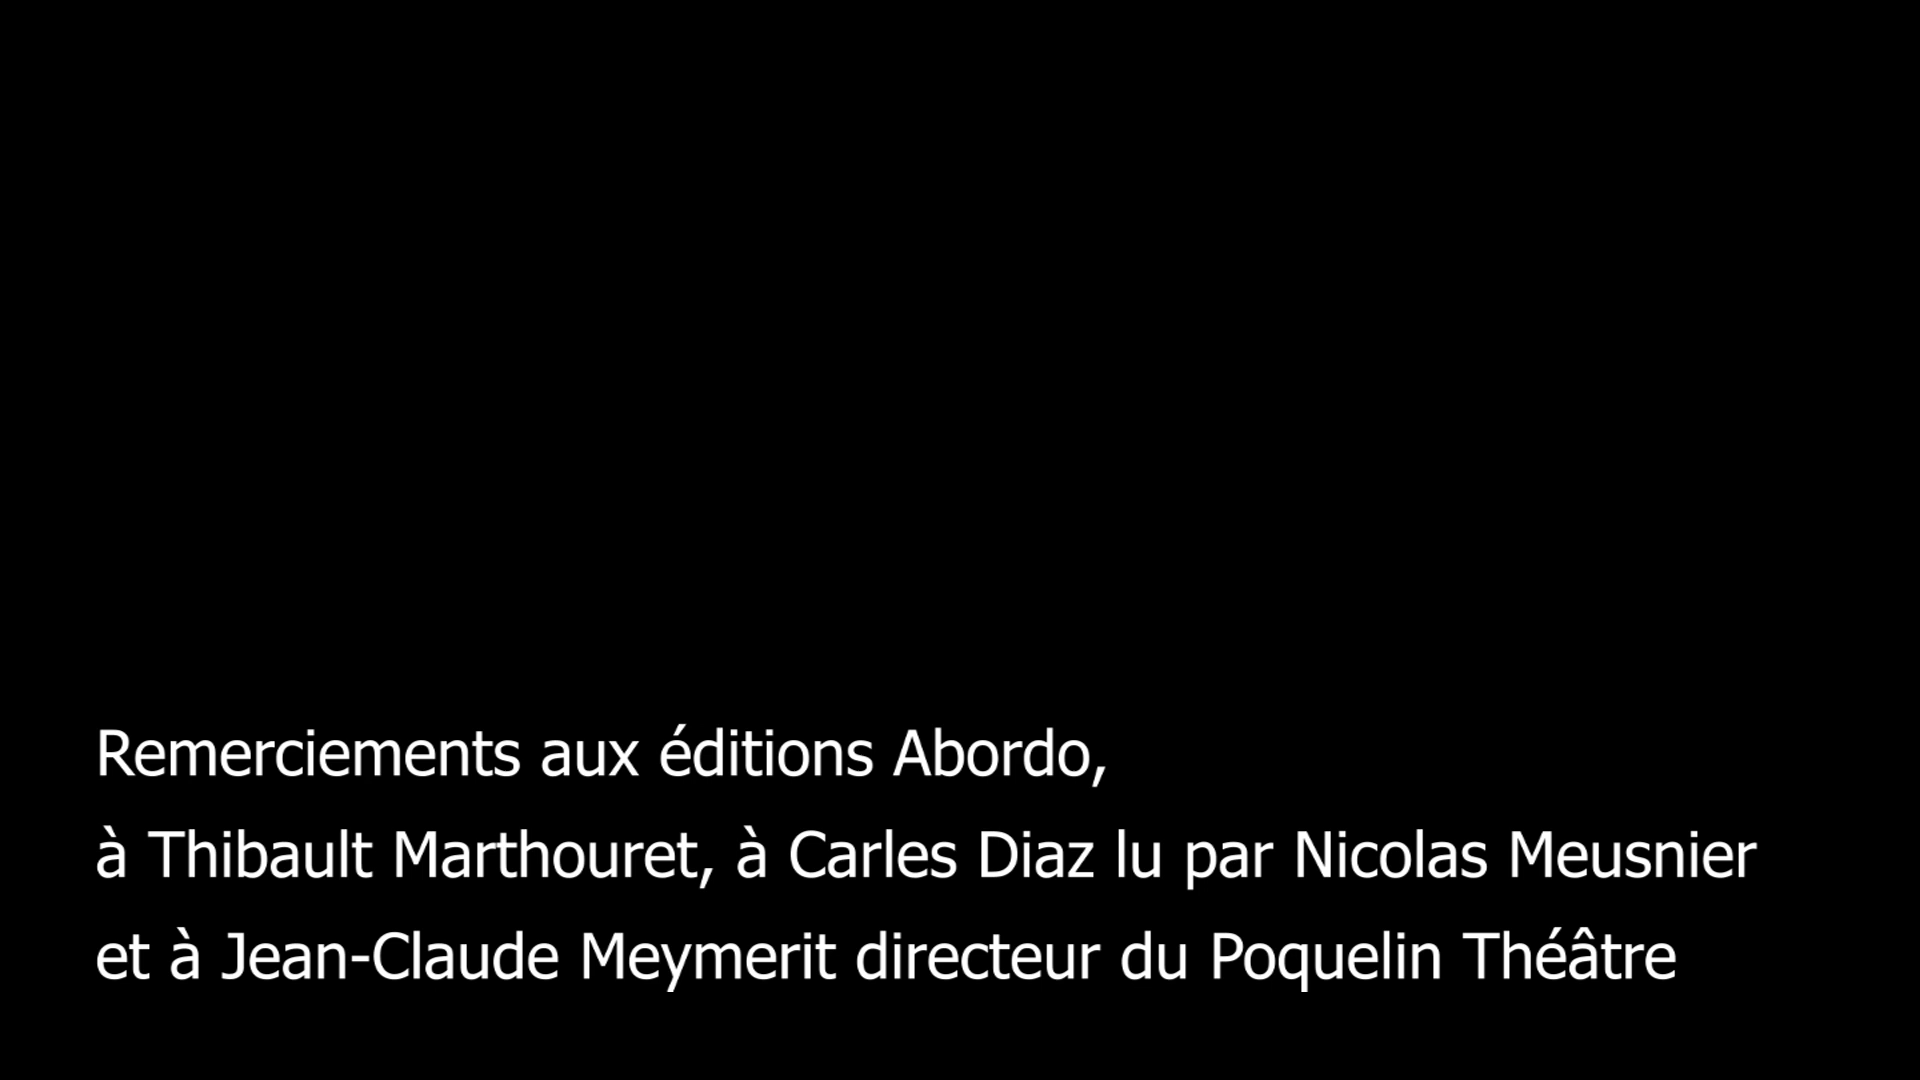 Remerciements aux éditions Abordo,
à Thibault Marthouret, à Carles Diaz lu par Nicolas Meusnier
et à Jean-Claude Meymerit directeur du Poquelin Théâtre